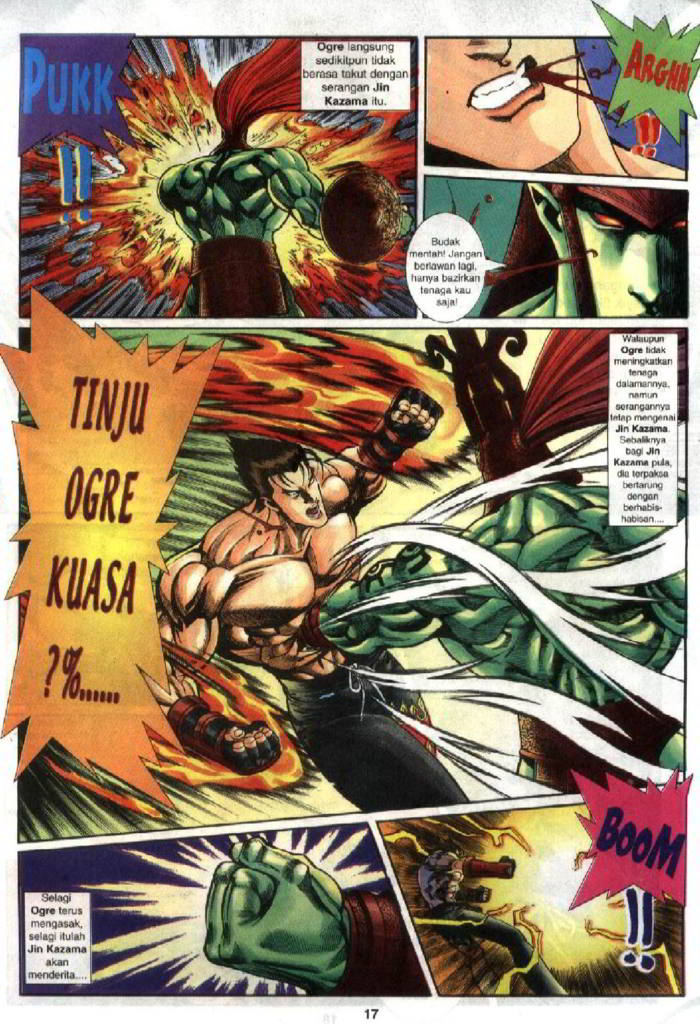 PUKK
!!
Ogre langsung
sedikitpun tidak
berasa takut dengan
serangan Jin
Kazama itu.
ARGHH
!!
Budak
mentah! Jangan
berlawan lagi,
hanya bazirkan
tenaga kau
saja!
TINJU
OGRE
KUASA
?%......
Walaupun
Ogre tidak
meningkatkan
tenaga
dalamannya,
namun
serangannya
tetap mengenai
Jin Kazama.
Sebaliknya
bagi Jin
Kazama pula,
dia terpaksa
bertarung
dengan
berhabis-
habisan....
Selagi
Ogre terus
mengasak,
selagi itulah
Jin Kazama
akan
menderita....
BOOM
!!
17